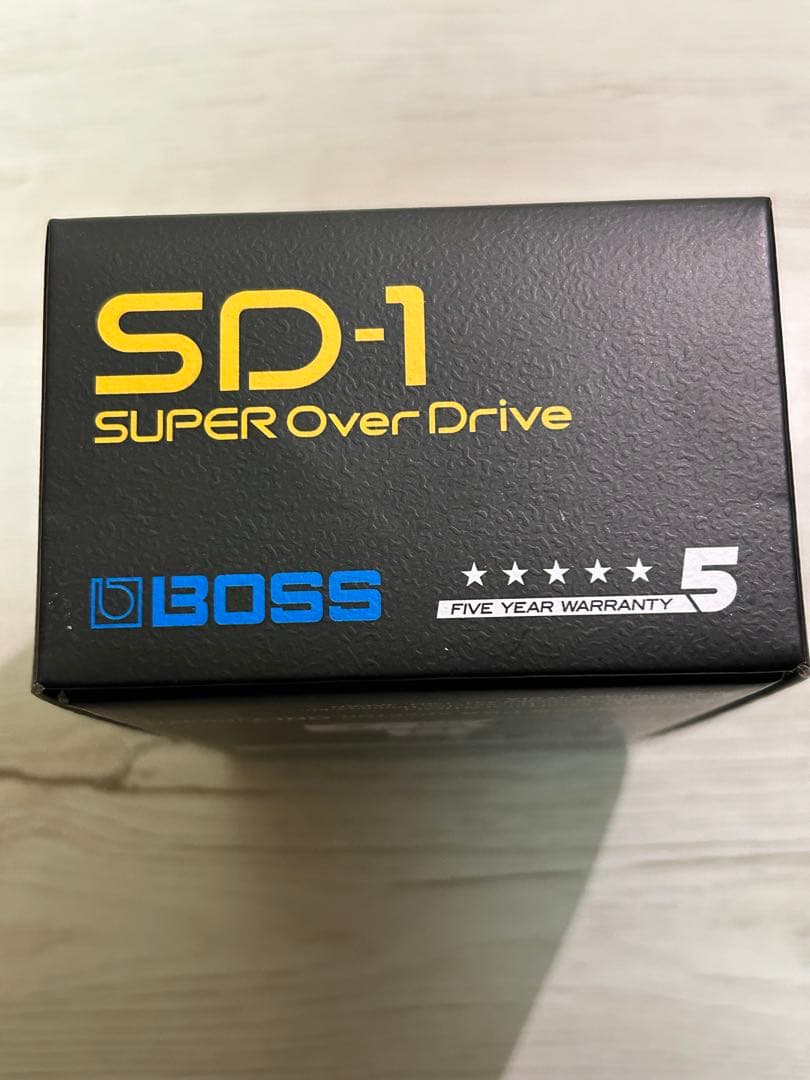 SD-1
SUPER Over Drive
BOSS
★★★★★ 5
FIVE YEAR WARRANTY